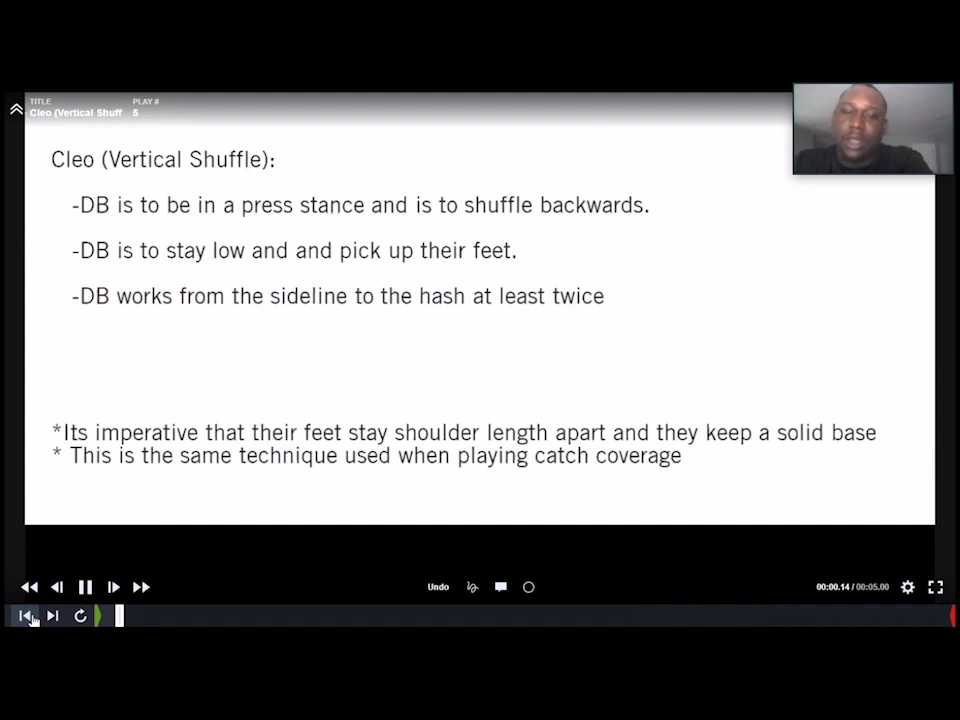 TITLE PLAY #
Cleo (Vertical Shuff 5
Cleo (Vertical Shuffle):
-DB is to be in a press stance and is to shuffle backwards.
-DB is to stay low and and pick up their feet.
-DB works from the sideline to the hash at least twice
*Its imperative that their feet stay shoulder length apart and they keep a solid base
* This is the same technique used when playing catch coverage
Undo 00:00.14 / 00:05.00